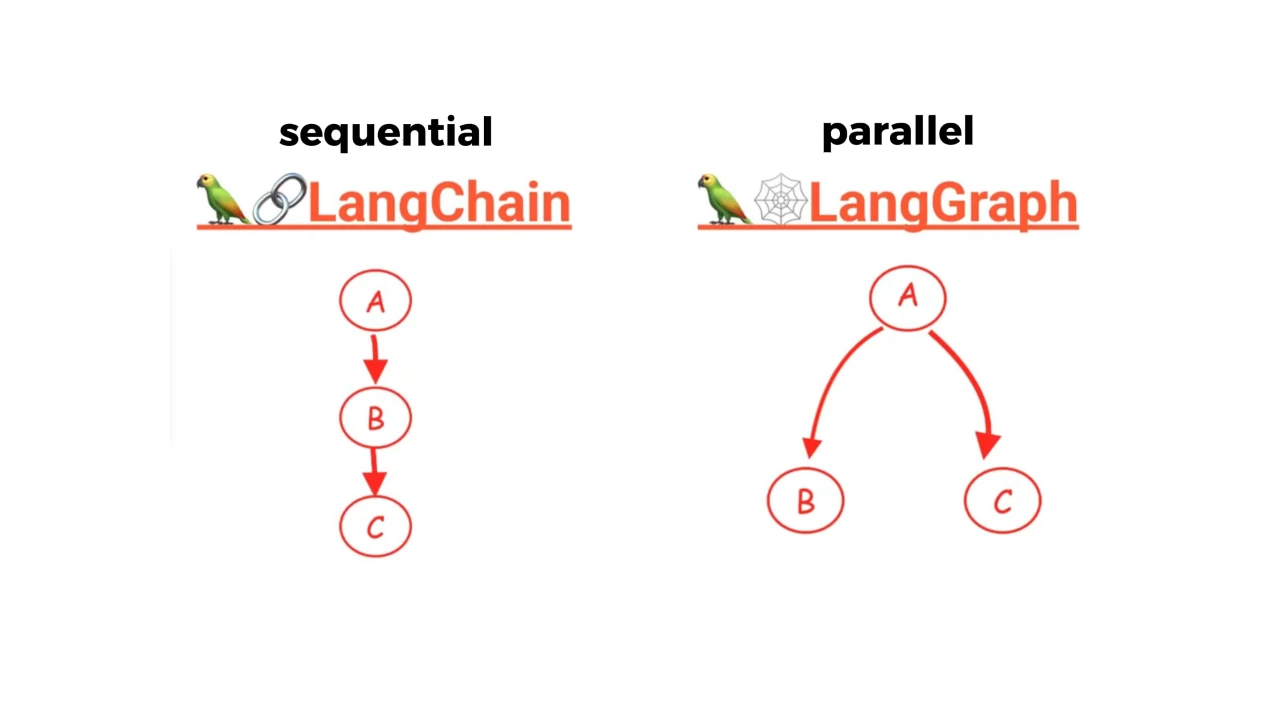 sequential
🦜🔗LangChain
A
B
C
parallel
🦜🕸LangGraph
A
B
C